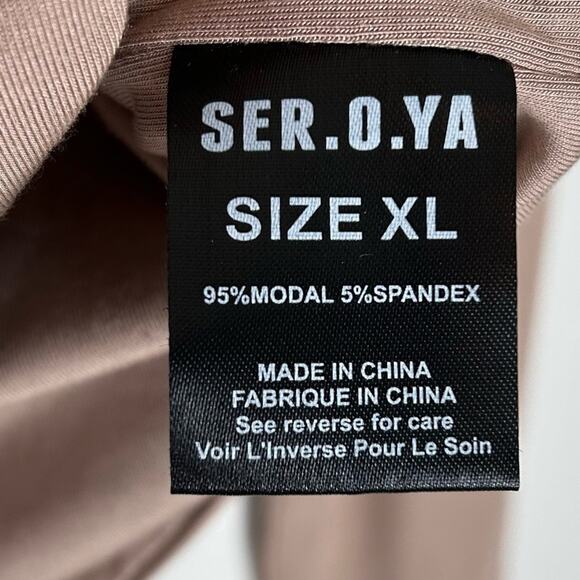 SER.O.YA
SIZE XL
95%MODAL 5%SPANDEX
MADE IN CHINA
FABRIQUE IN CHINA
See reverse for care
Voir L'Inverse Pour Le Soin